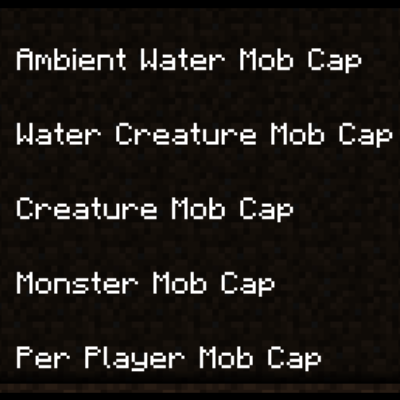 Ambient Water Mob Cap
Water Creature Mob Cap
Creature Mob Cap
Monster Mob Cap
Per Player Mob Cap